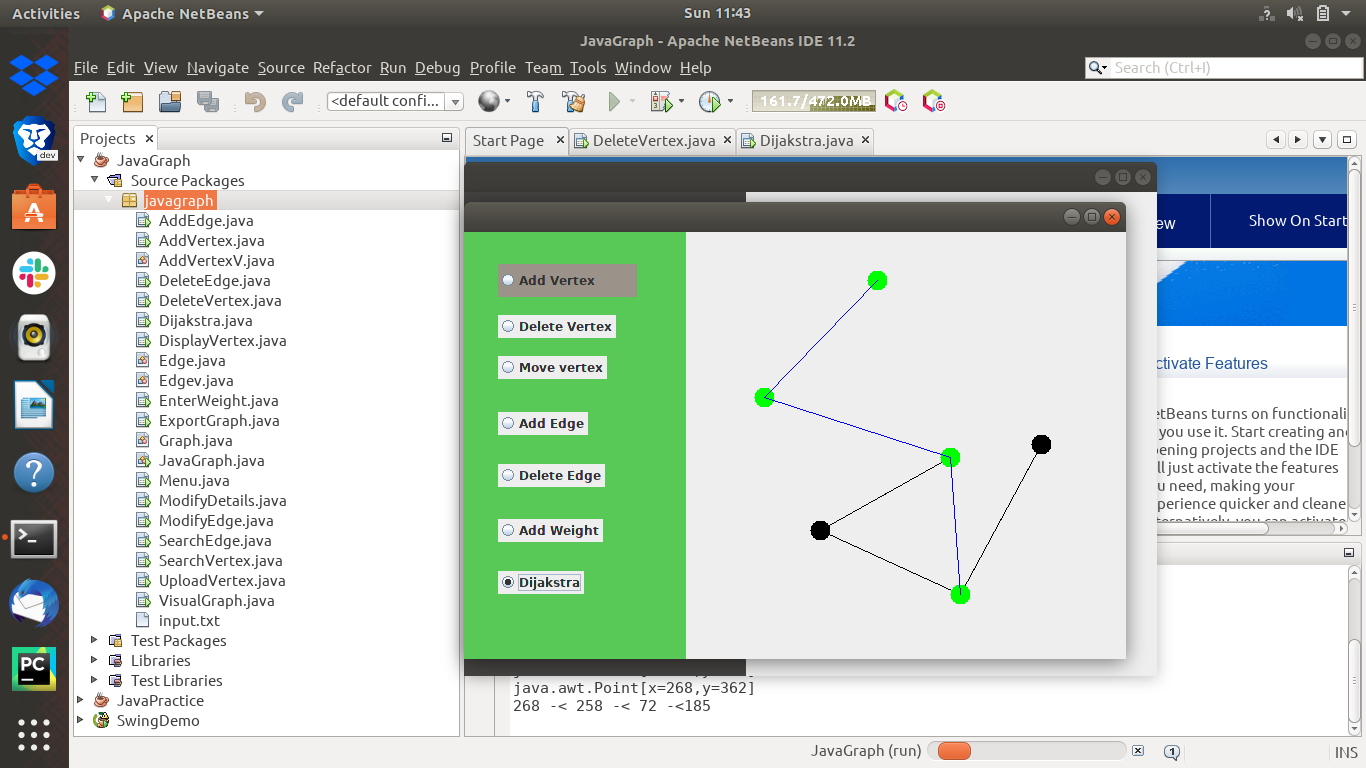 Activities Apache NetBeans Sun 11:43
JavaGraph - Apache NetBeans IDE 11.2
File Edit View Navigate Source Refactor Run Debug Profile Team Tools Window Help Search (Ctrl+I)
<default confi... 161.7/472.0MB
Projects Start Page DeleteVertex.java Dijakstra.java
JavaGraph
Source Packages
javagraph
AddEdge.java
AddVertex.java
AddVertexV.java
DeleteEdge.java
DeleteVertex.java
Dijakstra.java
DisplayVertex.java
Edge.java
Edgev.java
EnterWeight.java
ExportGraph.java
Graph.java
JavaGraph.java
Menu.java
ModifyDetails.java
ModifyEdge.java
SearchEdge.java
SearchVertex.java
UploadVertex.java
VisualGraph.java
input.txt
Test Packages
Libraries
Test Libraries
JavaPractice
SwingDemo
dev
PC
Add Vertex
Delete Vertex
Move vertex
Add Edge
Delete Edge
Add Weight
Dijakstra
ew Show On Start
ctivate Features
etBeans turns on functionali
you use it. Start creating and
pening projects and the IDE
ll just activate the features
u need, making your
perience quicker and cleane
java.awt.Point[x=268,y=362]
268 -< 258 -< 72 -<185
JavaGraph (run) 1 INS